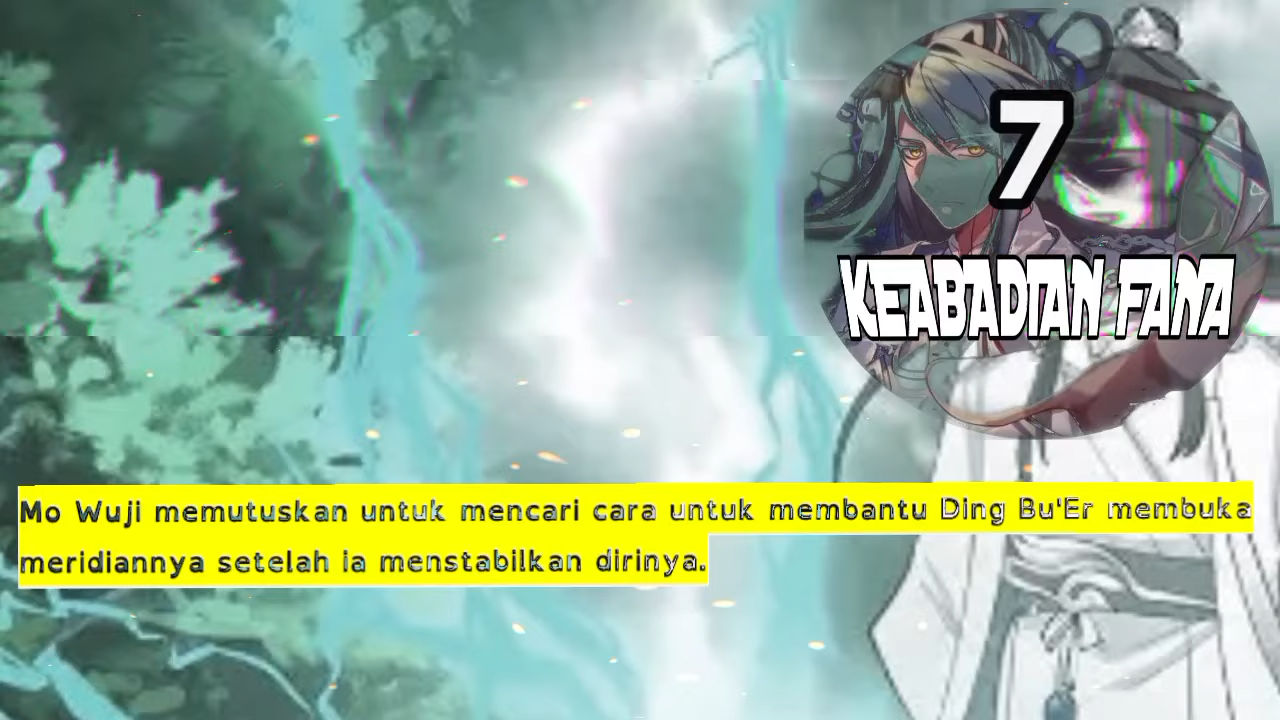 7
KEABADIAN FANA
Mo Wuji memutuskan untuk mencari cara untuk membantu Ding Bu'Er membuka
meridiannya setelah ia menstabilkan dirinya.